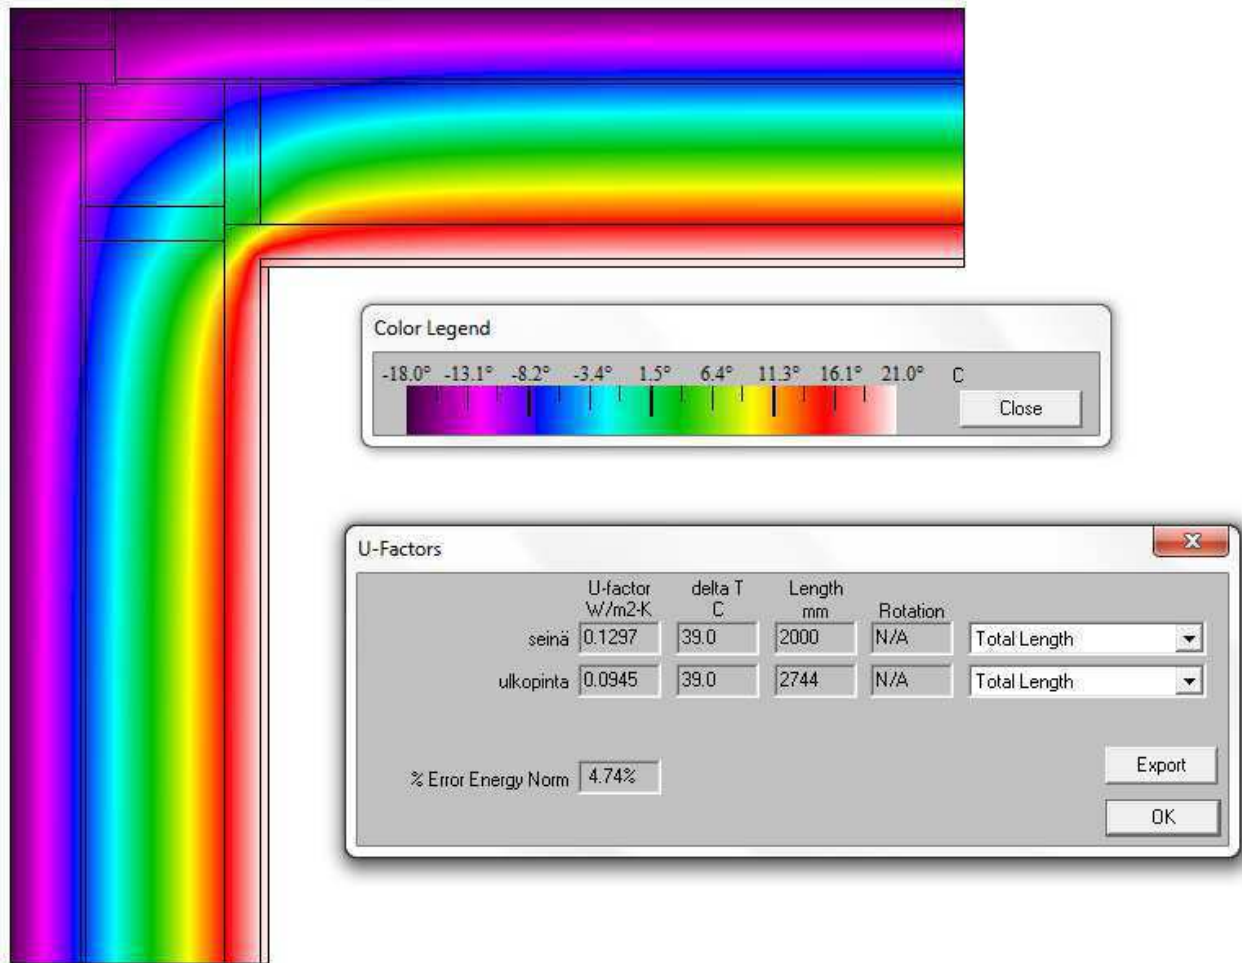 Color Legend
-18.0° -13.1° -8.2° -3.4° 1.5° 6.4° 11.3° 16.1° 21.0° C
Close
U-Factors
U-factor delta T Length
W/m2-K C mm Rotation
seinä 0.1297 39.0 2000 N/A Total Length
ulkopinta 0.0945 39.0 2744 N/A Total Length
% Error Energy Norm 4.74%
Export
OK